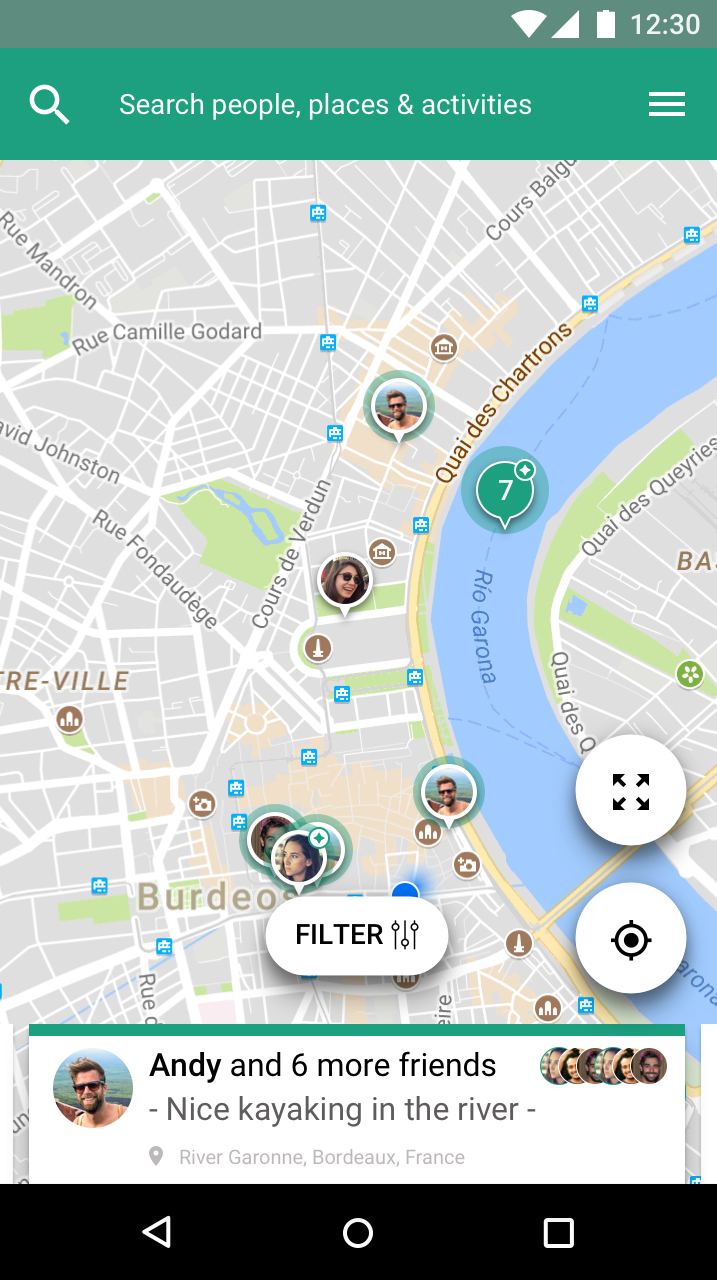 12:30
Search people, places & activities
Cours Balgu
Rue Mandron
Rue Camille Godard
Quai des Chartrons
avid Johnston
7
Quai des Queyries
Cours de Verdun
Rue Fondaudège
BA
Río Garona
TRE-VILLE
Quai des Q
Burdeos
FILTER
arona
Rue d
eire
Andy and 6 more friends
- Nice kayaking in the river -
River Garonne, Bordeaux, France